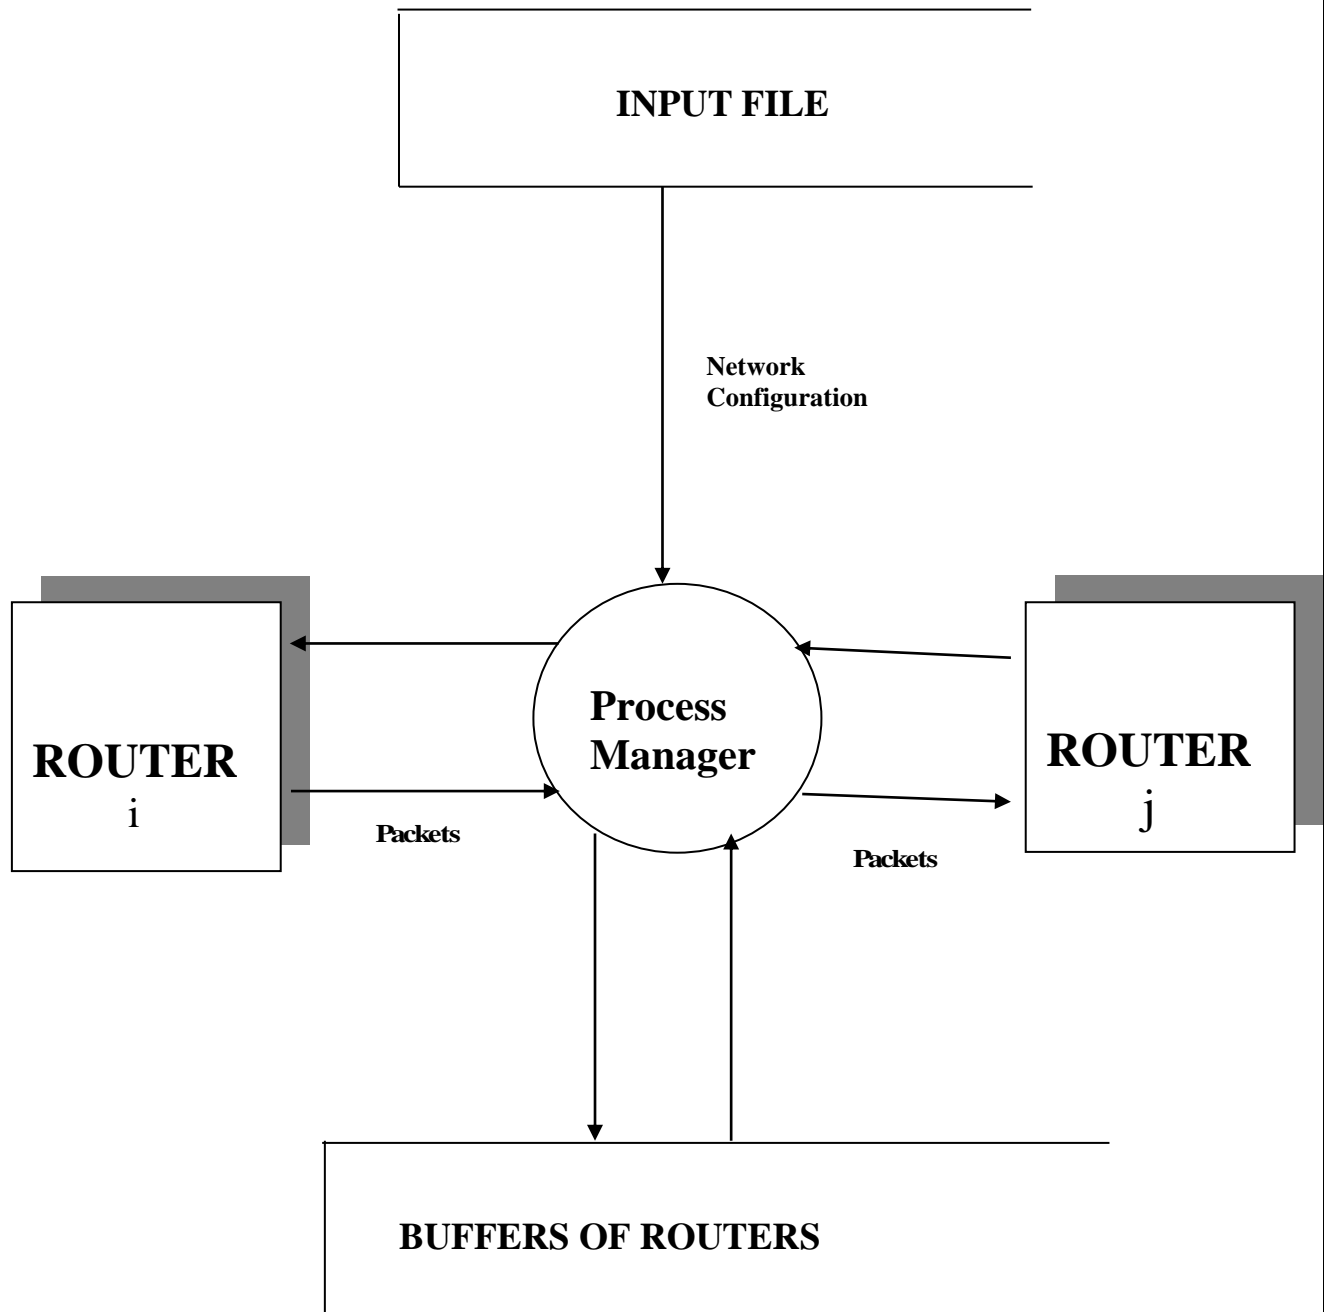 INPUT FILE
Network
Configuration
Process
Manager
ROUTER
i
ROUTER
j
Packets
Packets
BUFFERS OF ROUTERS